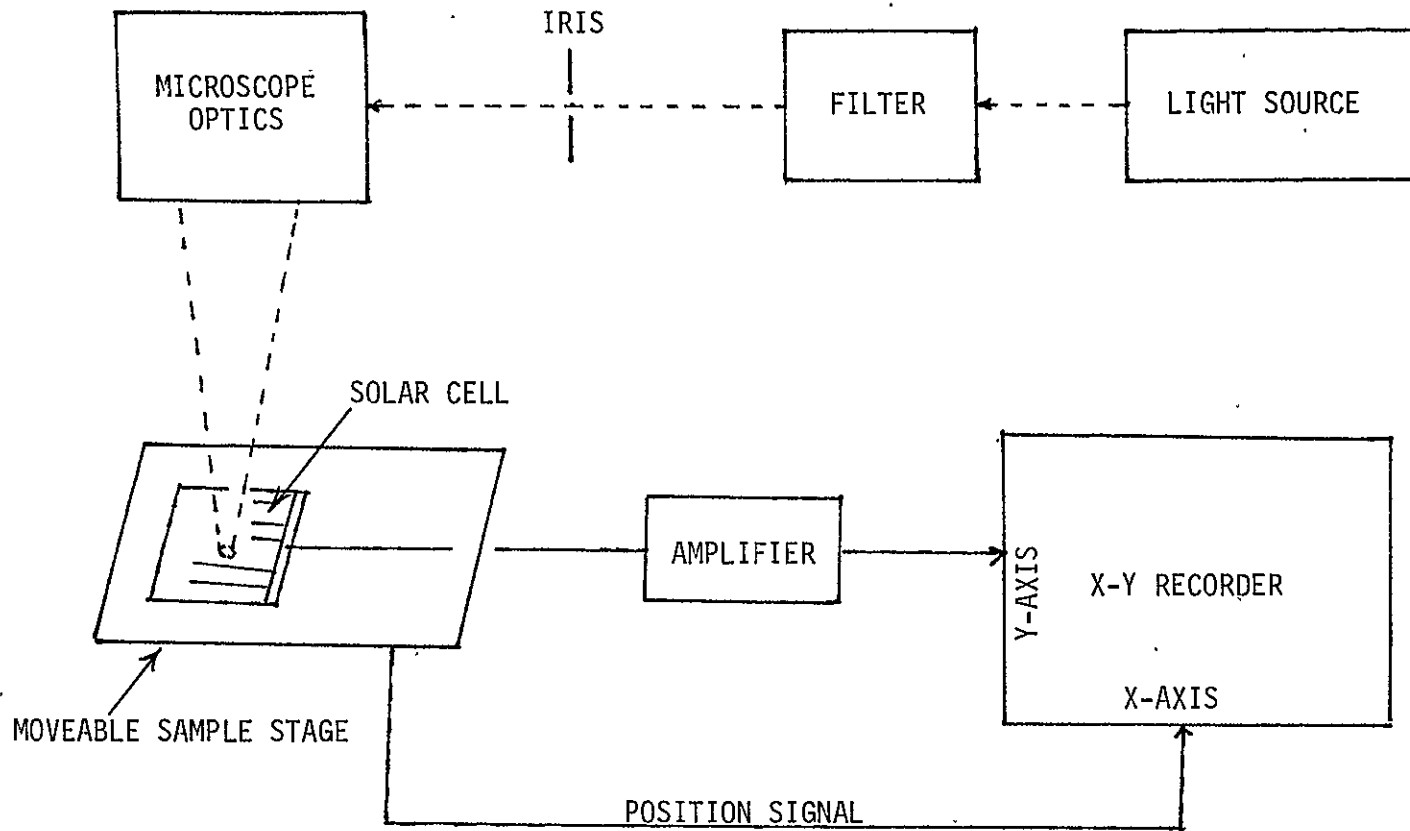 IRIS
MICROSCOPE
OPTICS
FILTER
LIGHT SOURCE
SOLAR CELL
AMPLIFIER
Y-AXIS
X-Y RECORDER
X-AXIS
MOVEABLE SAMPLE STAGE
POSITION SIGNAL